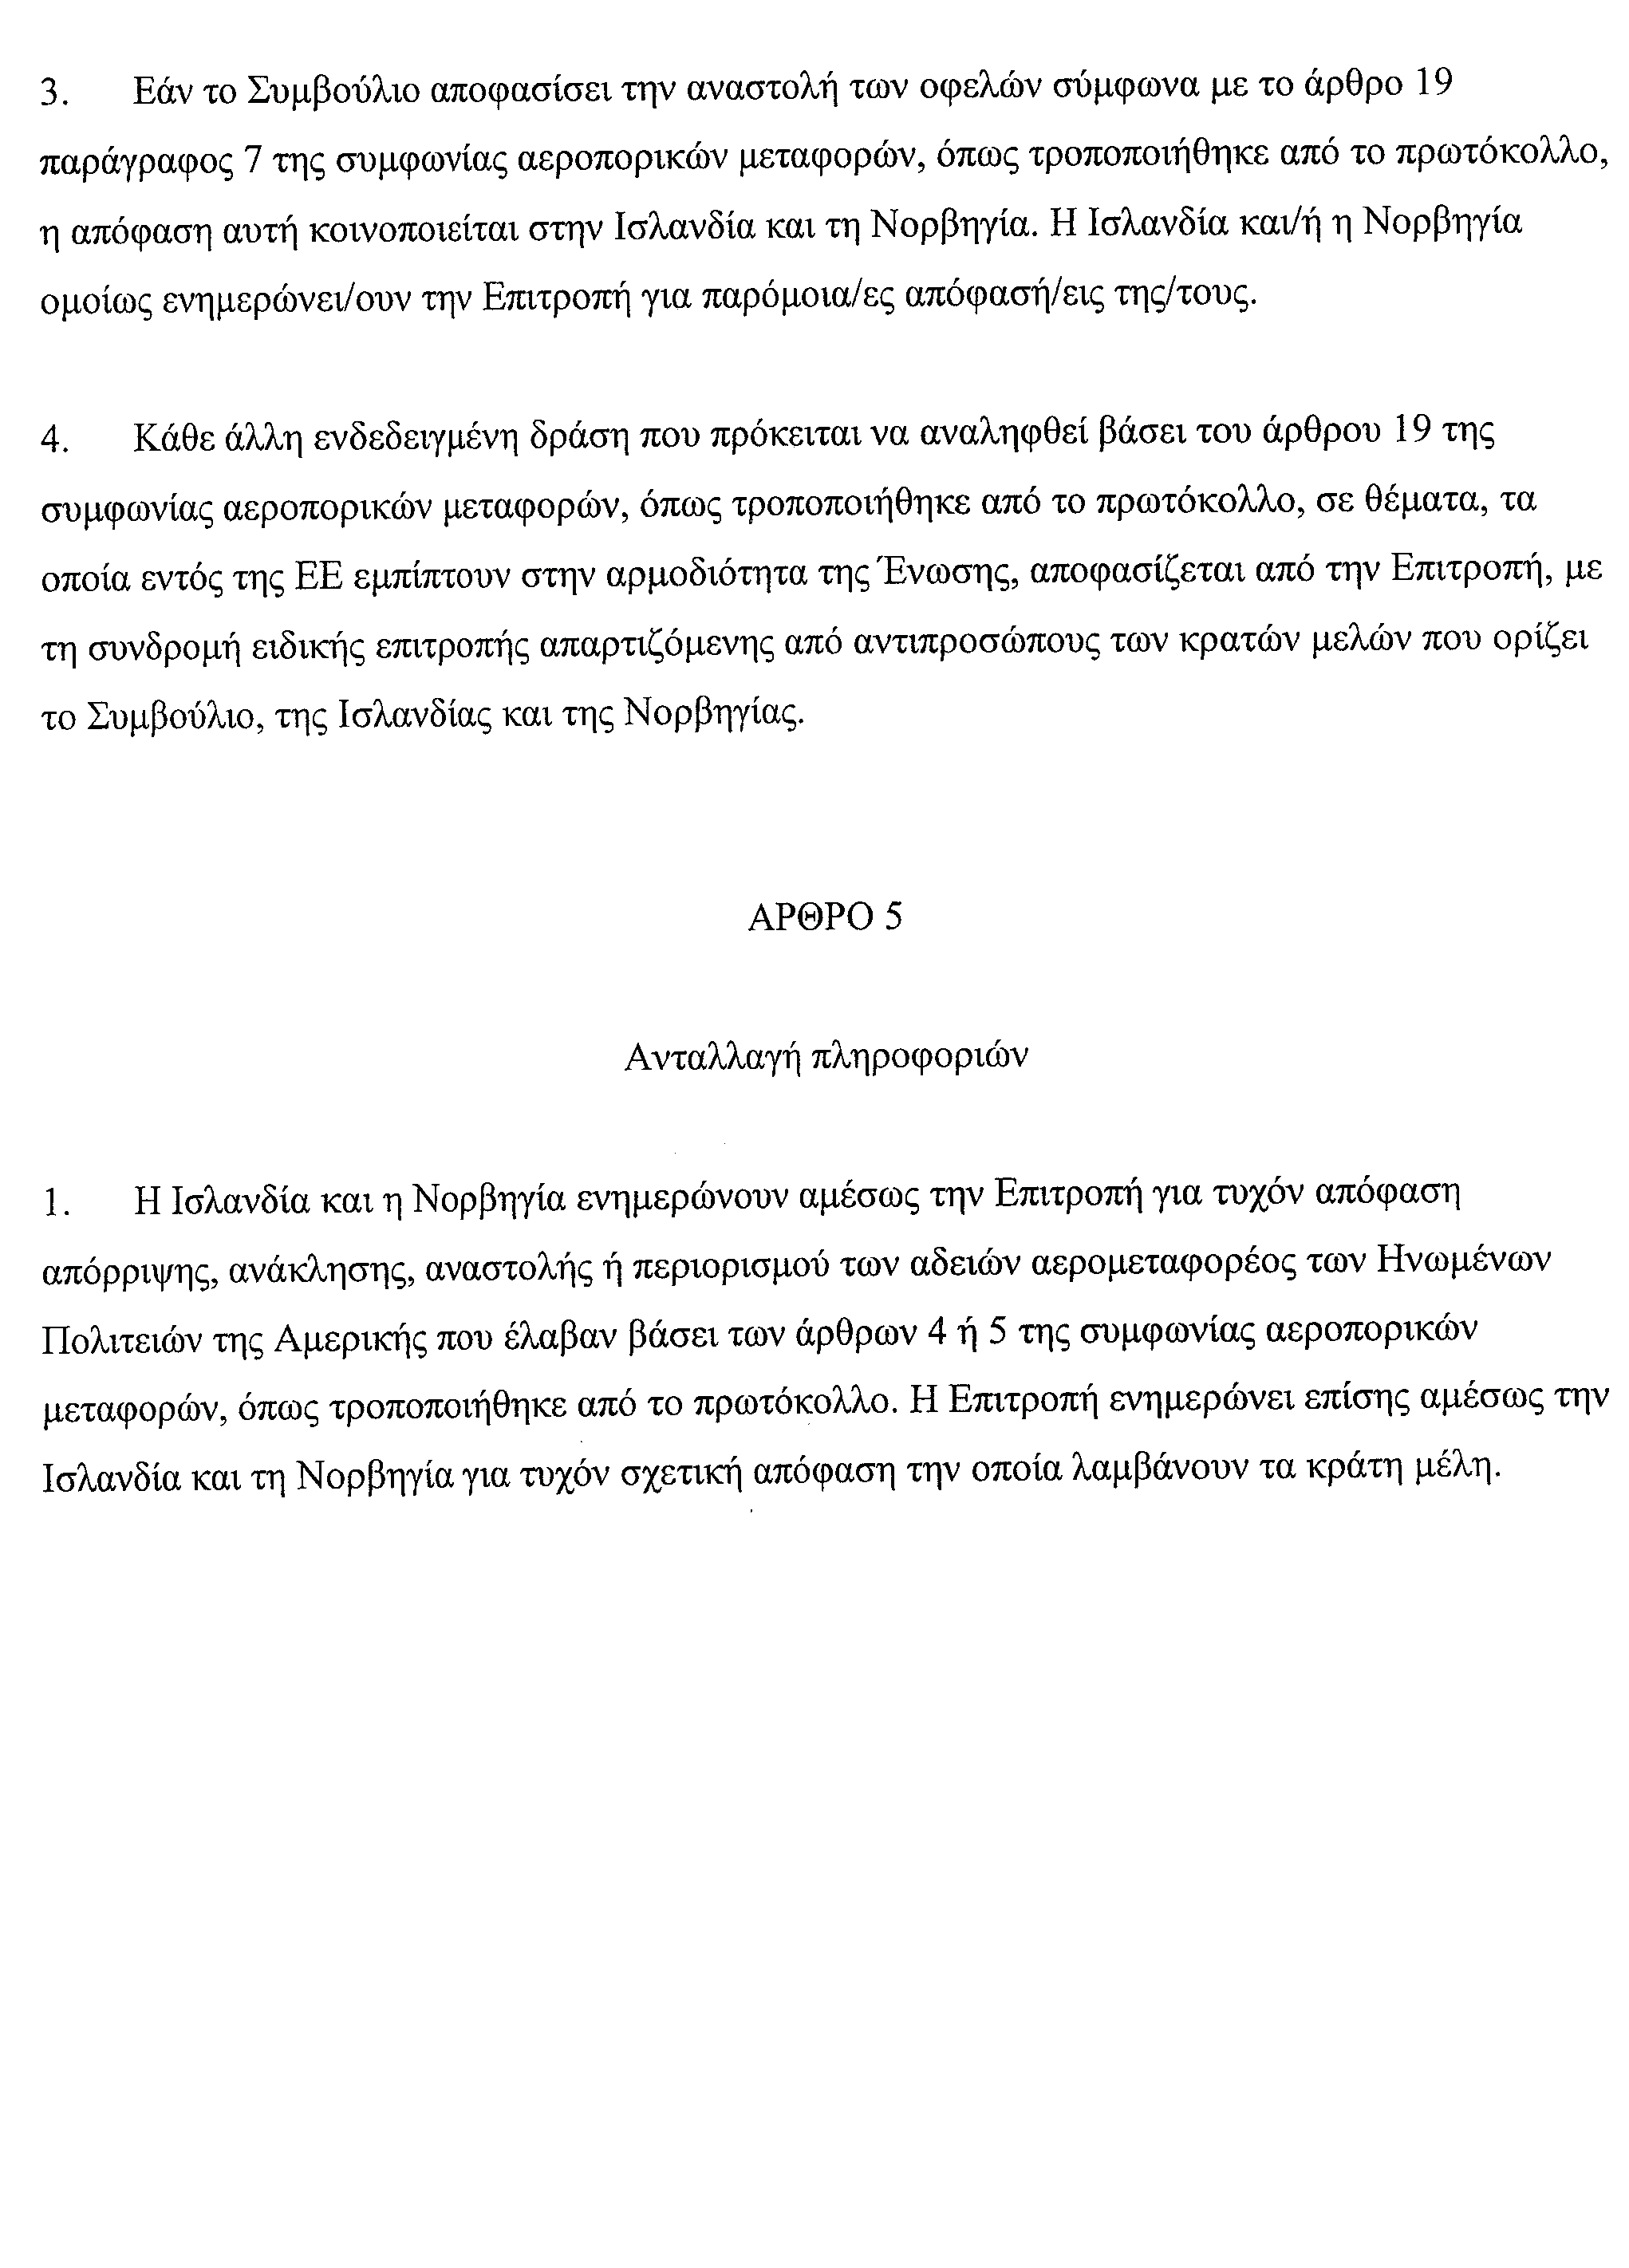 3. Εάν το Συμβούλιο αποφασίσει την αναστολή των οφελών σύμφωνα με το άρθρο 19
παράγραφος 7 της συμφωνίας αεροπορικών μεταφορών, όπως τροποποιήθηκε από το πρωτόκολλο,
η απόφαση αυτή κοινοποιείται στην Ισλανδία και τη Νορβηγία. Η Ισλανδία και/ή η Νορβηγία
ομοίως ενημερώνει/ουν την Επιτροπή για παρόμοια/ες απόφασή/εις της/τους.
4. Κάθε άλλη ενδεδειγμένη δράση που πρόκειται να αναληφθεί βάσει του άρθρου 19 της
συμφωνίας αεροπορικών μεταφορών, όπως τροποποιήθηκε από το πρωτόκολλο, σε θέματα, τα
οποία εντός της ΕΕ εμπίπτουν στην αρμοδιότητα της Ένωσης, αποφασίζεται από την Επιτροπή, με
τη συνδρομή ειδικής επιτροπής απαρτιζόμενης από αντιπροσώπους των κρατών μελών που ορίζει
το Συμβούλιο, της Ισλανδίας και της Νορβηγίας.
ΑΡΘΡΟ 5
Ανταλλαγή πληροφοριών
1. Η Ισλανδία και η Νορβηγία ενημερώνουν αμέσως την Επιτροπή για τυχόν απόφαση
απόρριψης, ανάκλησης, αναστολής ή περιορισμού των αδειών αερομεταφορέος των Ηνωμένων
Πολιτειών της Αμερικής που έλαβαν βάσει των άρθρων 4 ή 5 της συμφωνίας αεροπορικών
μεταφορών, όπως τροποποιήθηκε από το πρωτόκολλο. Η Επιτροπή ενημερώνει επίσης αμέσως την
Ισλανδία και τη Νορβηγία για τυχόν σχετική απόφαση την οποία λαμβάνουν τα κράτη μέλη.